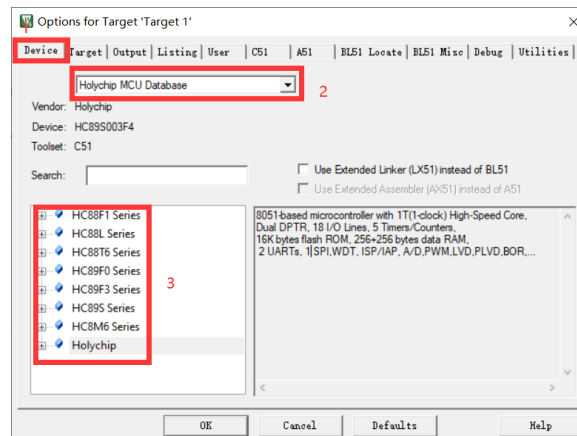 Options for Target 'Target 1'
1
Device Target Output Listing User C51 A51 BL51 Locate BL51 Misc Debug Utilities
Holychip MCU Database
2
Vendor: Holychip
Device: HC89S003F4
Toolset: C51
Search:
Use Extended Linker (LX51) instead of BL51
Use Extended Assembler (AX51) instead of A51
HC88F1 Series
HC88L Series
HC88T6 Series
HC89F0 Series
HC89F3 Series
HC89S Series
HC8M6 Series
Holychip
3
8051-based microcontroller with 1T(1-clock) High-Speed Core,
Dual DPTR, 18 I/O Lines, 5 Timers/Counters,
16K bytes flash ROM, 256+256 bytes data RAM,
2 UARTs, 1|SPI,WDT, ISP/IAP, A/D,PWM,LVD,PLVD,BOR,...
OK Cancel Defaults Help